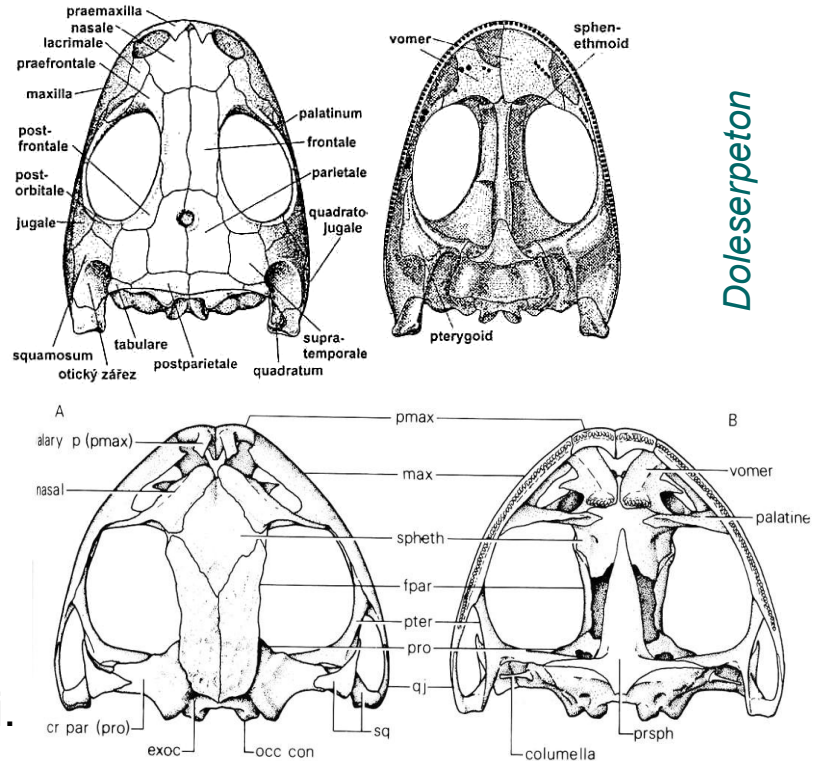 praemaxilla
nasale
lacrimale
praefrontale
maxilla
post-
frontale
post-
orbitale
jugale
squamosum
otický zářez
tabulare
postparietale
quadratum
supra-
temporale
quadrato-
jugale
parietale
frontale
palatinum
vomer
sphen-
ethmoid
pterygoid
Doleserpeton
A
B
pmax
alary p (pmax)
max
nasal
vomer
palatine
spheth
fpar
pter
pro
qj
cr par (pro)
exoc
occ con
sq
columella
prsph
.